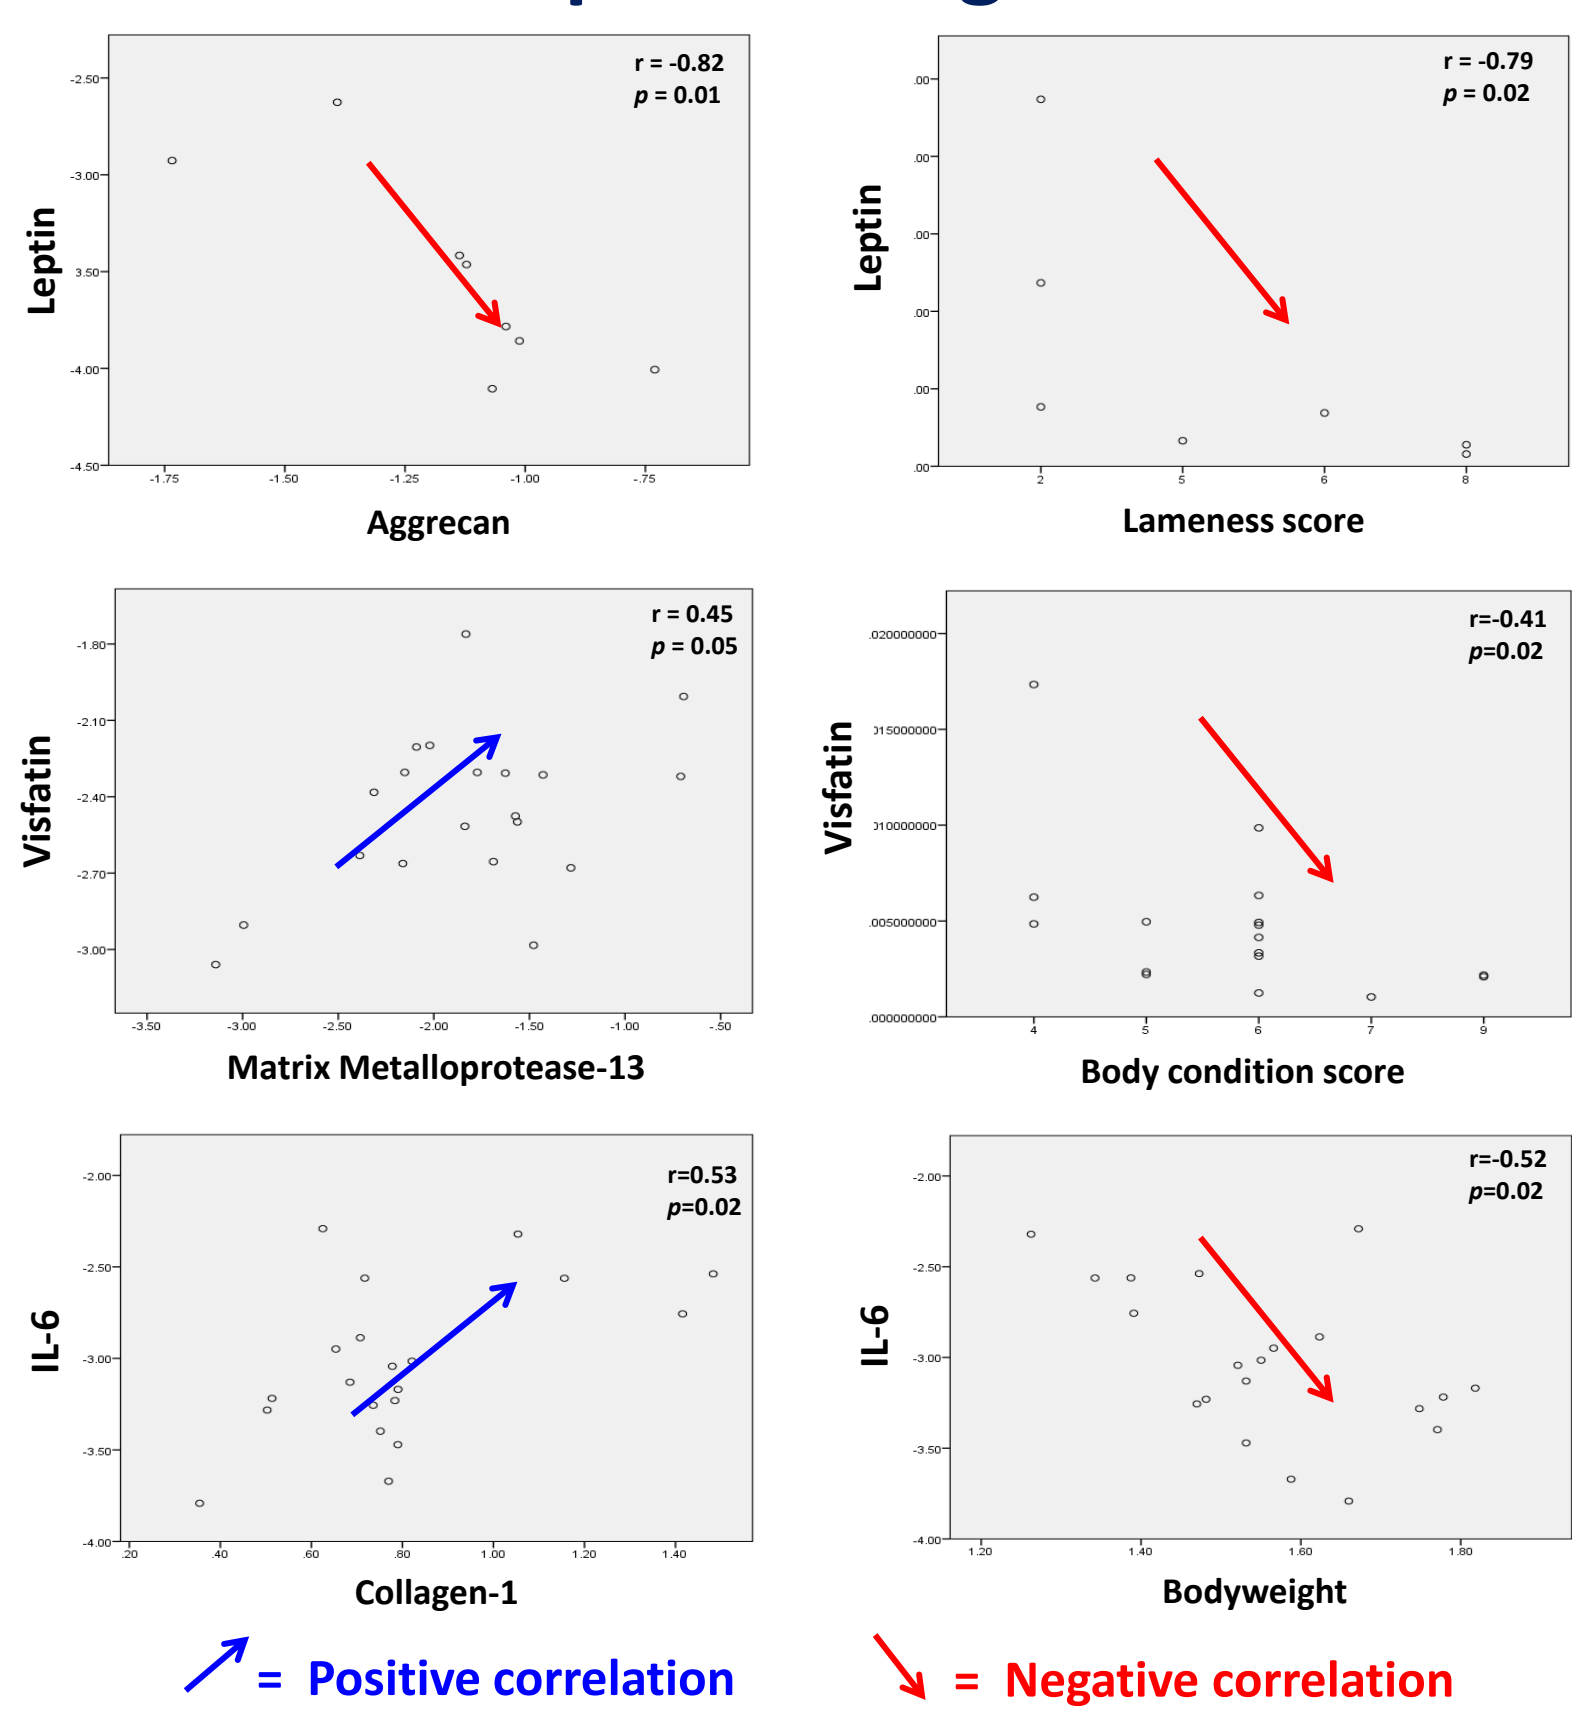 r = -0.82
p = 0.01
-2.50
-3.00
3.50
-4.00
-4.50
Leptin
-1.75 -1.50 -1.25 -1.00 -.75
Aggrecan
r = -0.79
p = 0.02
.00
.00
.00
.00
.00
.00
Leptin
2 5 6 8
Lameness score
r = 0.45
p = 0.05
-1.80
-2.10
-2.40
-2.70
-3.00
Visfatin
-3.50 -3.00 -2.50 -2.00 -1.50 -1.00 -.50
Matrix Metalloprotease-13
r=-0.41
p=0.02
.020000000
015000000
010000000
.005000000
.000000000
Visfatin
4 5 6 7 9
Body condition score
r=0.53
p=0.02
-2.00
-2.50
-3.00
-3.50
-4.00
IL-6
.20 .40 .60 .80 1.00 1.20 1.40
Collagen-1
r=-0.52
p=0.02
-2.00
-2.50
-3.00
-3.50
-4.00
IL-6
1.20 1.40 1.60 1.80
Bodyweight
= Positive correlation
= Negative correlation